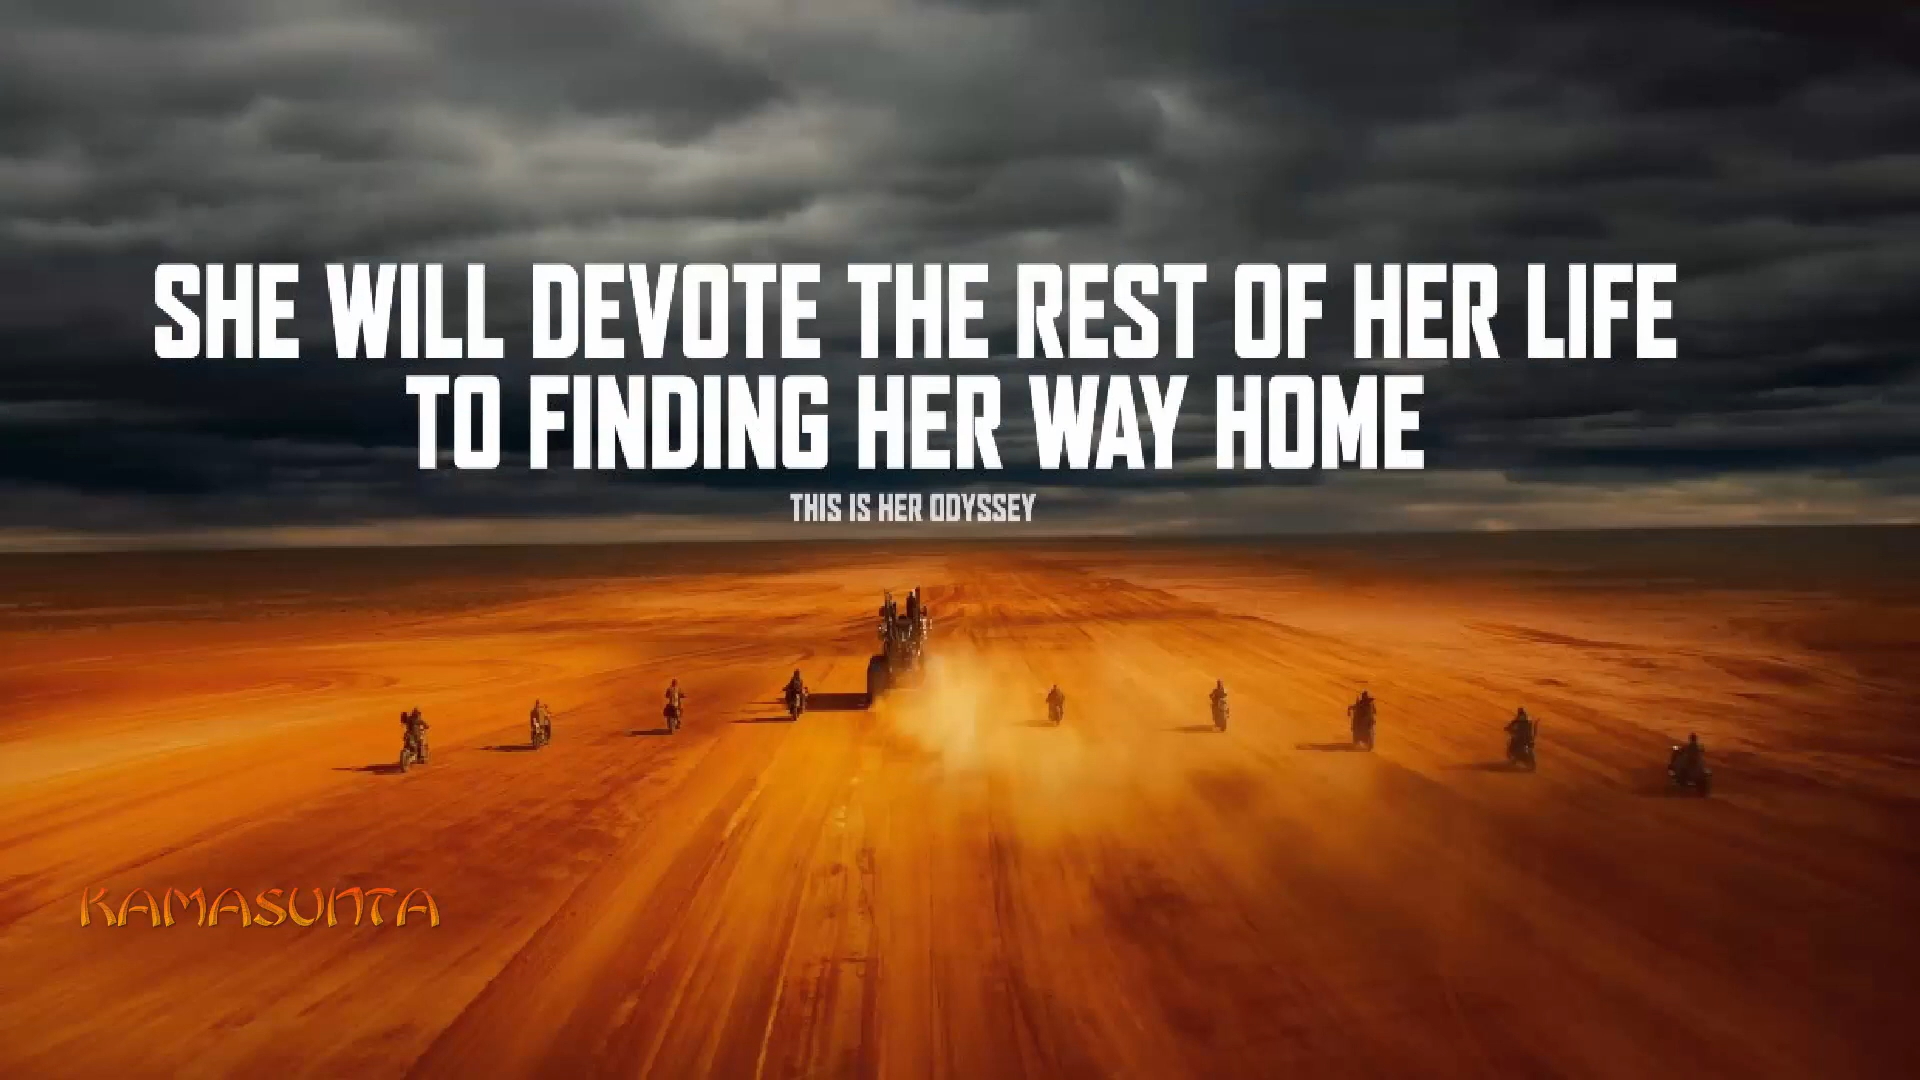 SHE WILL DEVOTE THE REST OF HER LIFE
TO FINDING HER WAY HOME
THIS IS HER ODYSSEY
KAMASUNTA